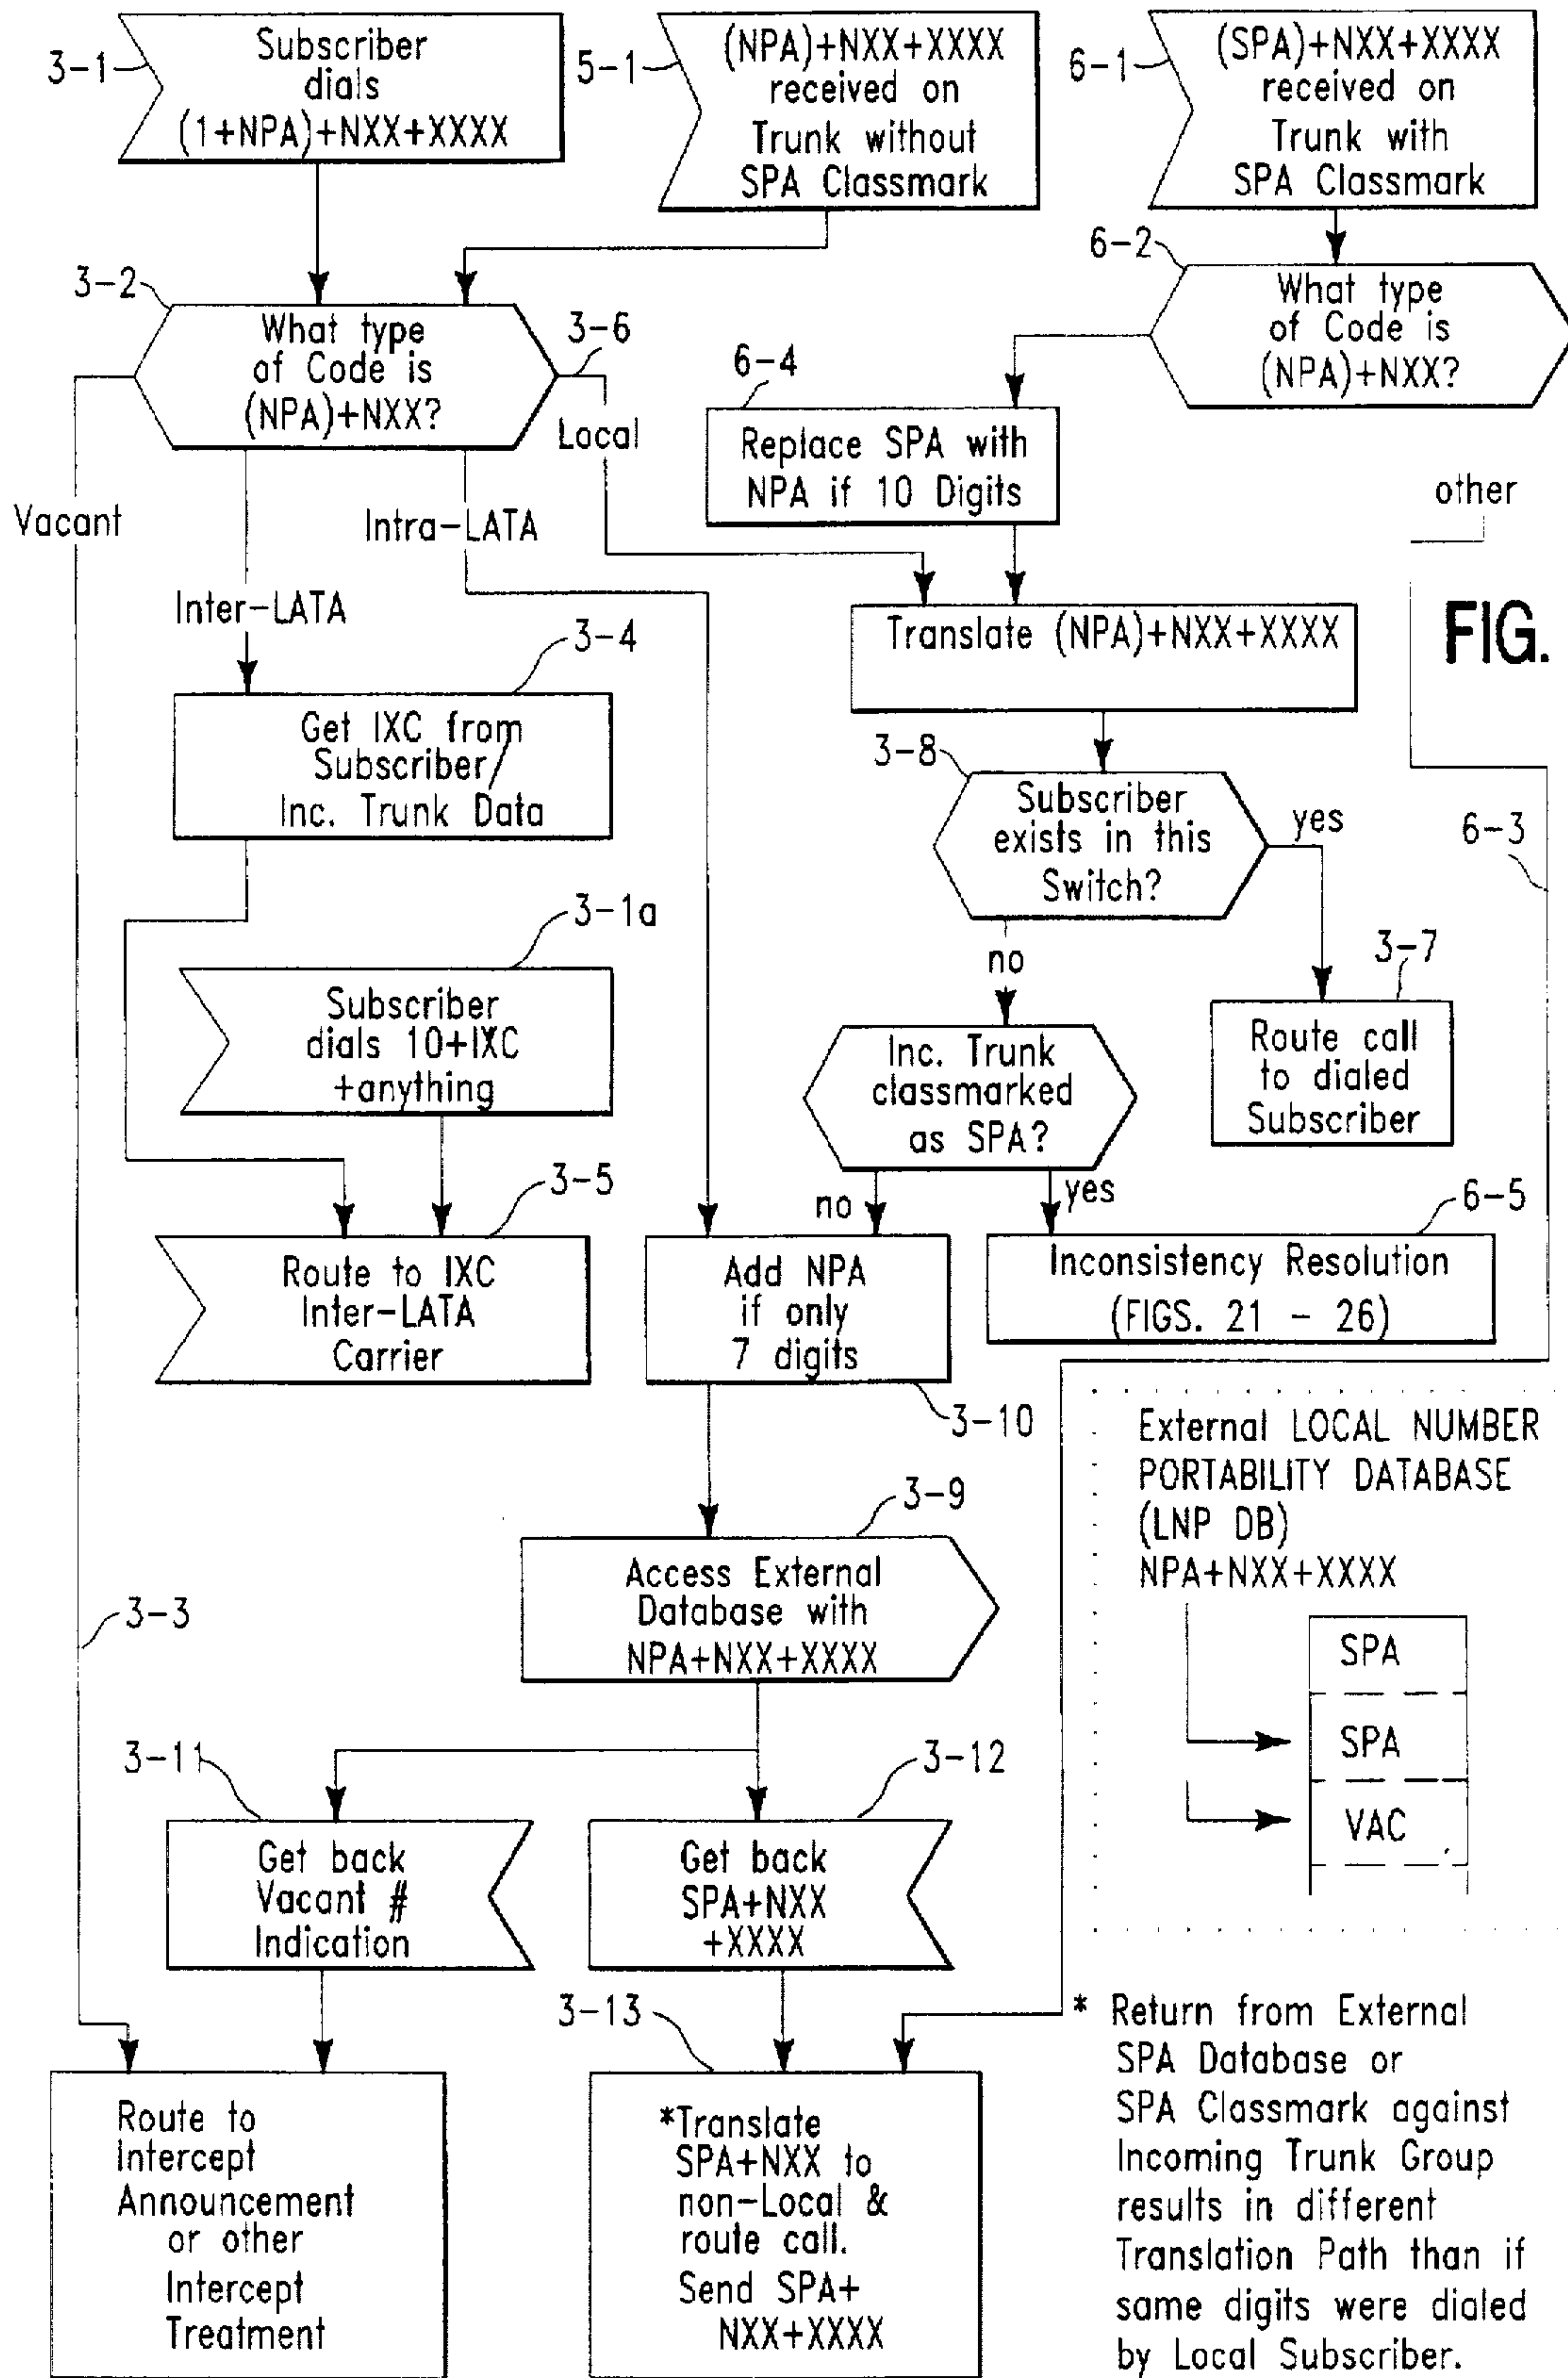 3-1
Subscriber
dials
(1+NPA)+NXX+XXXX
5-1
(NPA)+NXX+XXXX
received on
Trunk without
SPA Classmark
6-1
(SPA)+NXX+XXXX
received on
Trunk with
SPA Classmark
3-2
What type
of Code is
(NPA)+NXX?
3-6
Local
6-2
What type
of Code is
(NPA)+NXX?
6-4
Replace SPA with
NPA if 10 Digits
other
Vacant
Intra-LATA
Inter-LATA
FIG.
Translate (NPA)+NXX+XXXX
3-4
Get IXC from
Subscriber/
Inc. Trunk Data
3-8
Subscriber
exists in this
Switch?
yes
6-3
no
3-1a
Subscriber
dials 10+IXC
+anything
3-7
Route call
to dialed
Subscriber
Inc. Trunk
classmarked
as SPA?
no
yes
3-5
Route to IXC
Inter-LATA
Carrier
Add NPA
if only
7 digits
3-10
6-5
Inconsistency Resolution
(FIGS. 21 - 26)
3-9
Access External
Database with
NPA+NXX+XXXX
External LOCAL NUMBER
PORTABILITY DATABASE
(LNP DB)
NPA+NXX+XXXX
SPA
SPA
VAC
3-3
3-11
Get back
Vacant #
Indication
3-12
Get back
SPA+NXX
+XXXX
Route to
Intercept
Announcement
or other
Intercept
Treatment
3-13
*Translate
SPA+NXX to
non-Local &
route call.
Send SPA+
NXX+XXXX
* Return from External
SPA Database or
SPA Classmark against
Incoming Trunk Group
results in different
Translation Path than if
same digits were dialed
by Local Subscriber.